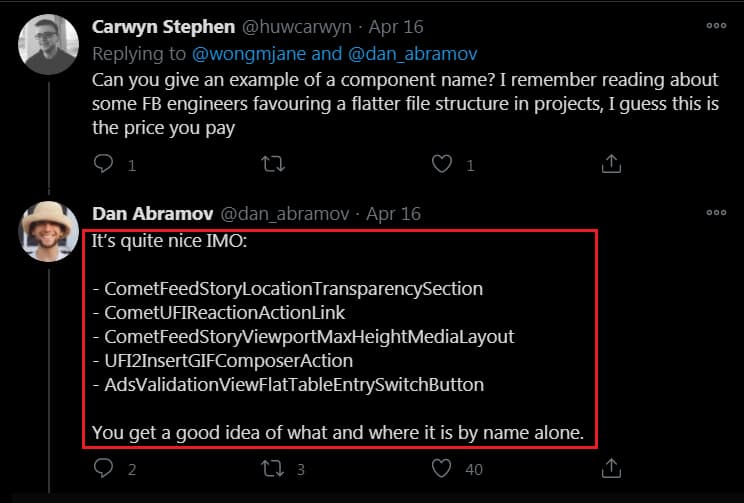 Carwyn Stephen @huwcarwyn · Apr 16
Replying to @wongmjane and @dan_abramov
Can you give an example of a component name? I remember reading about
some FB engineers favouring a flatter file structure in projects, I guess this is
the price you pay
1 1
Dan Abramov @dan_abramov · Apr 16
It's quite nice IMO:
- CometFeedStoryLocationTransparencySection
- CometUFIReactionActionLink
- CometFeedStoryViewportMaxHeightMediaLayout
- UFI2InsertGIFComposerAction
- AdsValidationViewFlatTableEntrySwitchButton
You get a good idea of what and where it is by name alone.
2 3 40